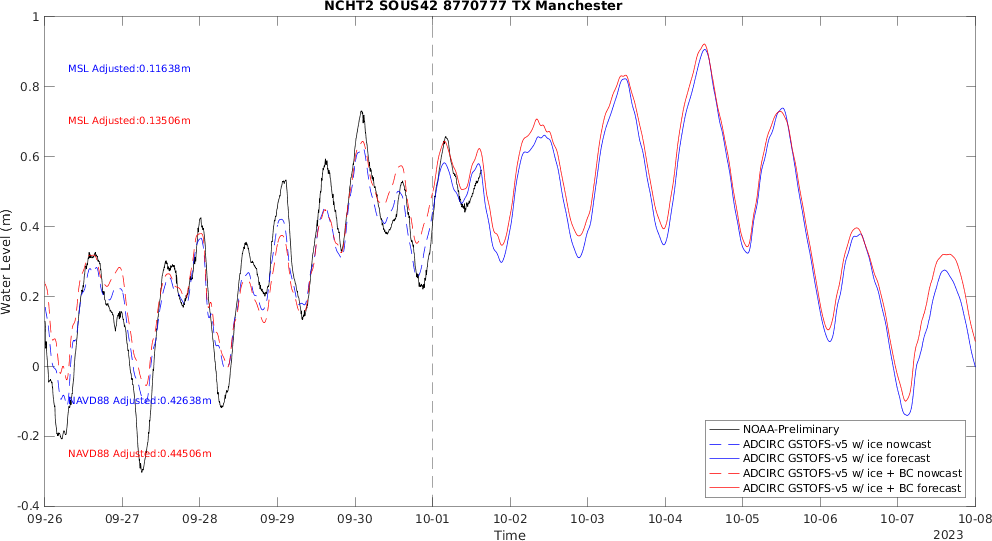 NCHT2 SOUS42 8770777 TX Manchester
1
0.8
0.6
0.4
0.2
0
-0.2
-0.4
Water Level (m)
MSL Adjusted:0.11638m
MSL Adjusted:0.13506m
NAVD88 Adjusted:0.42638m
NAVD88 Adjusted:0.44506m
NOAA-Preliminary
ADCIRC GSTOFS-v5 w/ ice nowcast
ADCIRC GSTOFS-v5 w/ ice forecast
ADCIRC GSTOFS-v5 w/ ice + BC nowcast
ADCIRC GSTOFS-v5 w/ ice + BC forecast
09-26 09-27 09-28 09-29 09-30 10-01 10-02 10-03 10-04 10-05 10-06 10-07 10-08
Time
2023